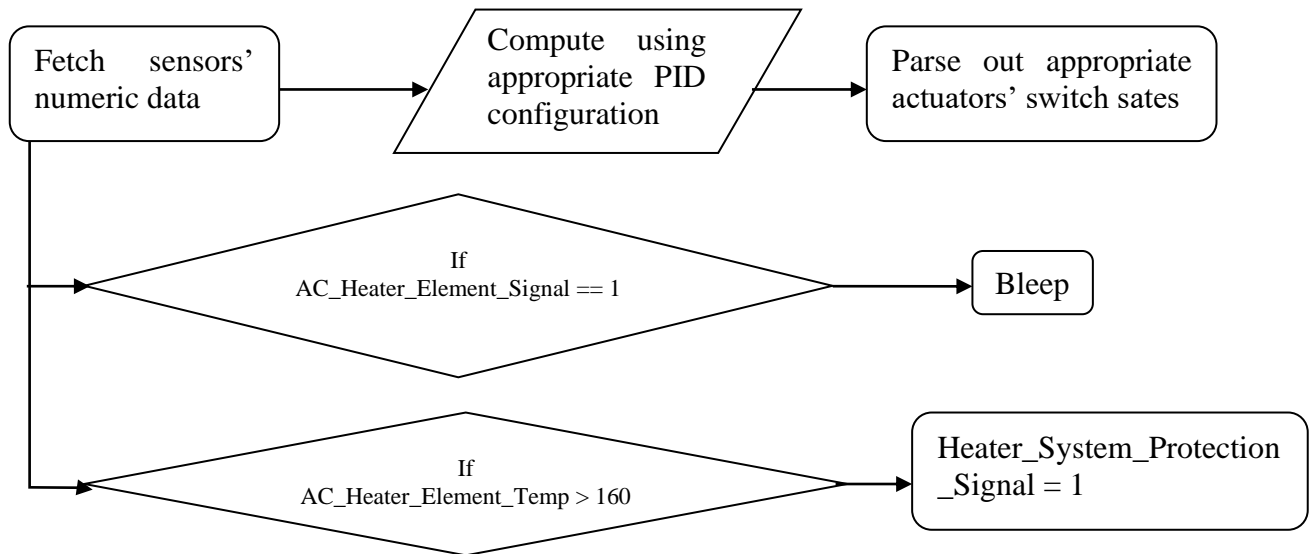 Fetch sensors’
numeric data
Compute using
appropriate PID
configuration
Parse out appropriate
actuators’ switch sates
If
AC_Heater_Element_Signal == 1
Bleep
If
AC_Heater_Element_Temp > 160
Heater_System_Protection
_Signal = 1